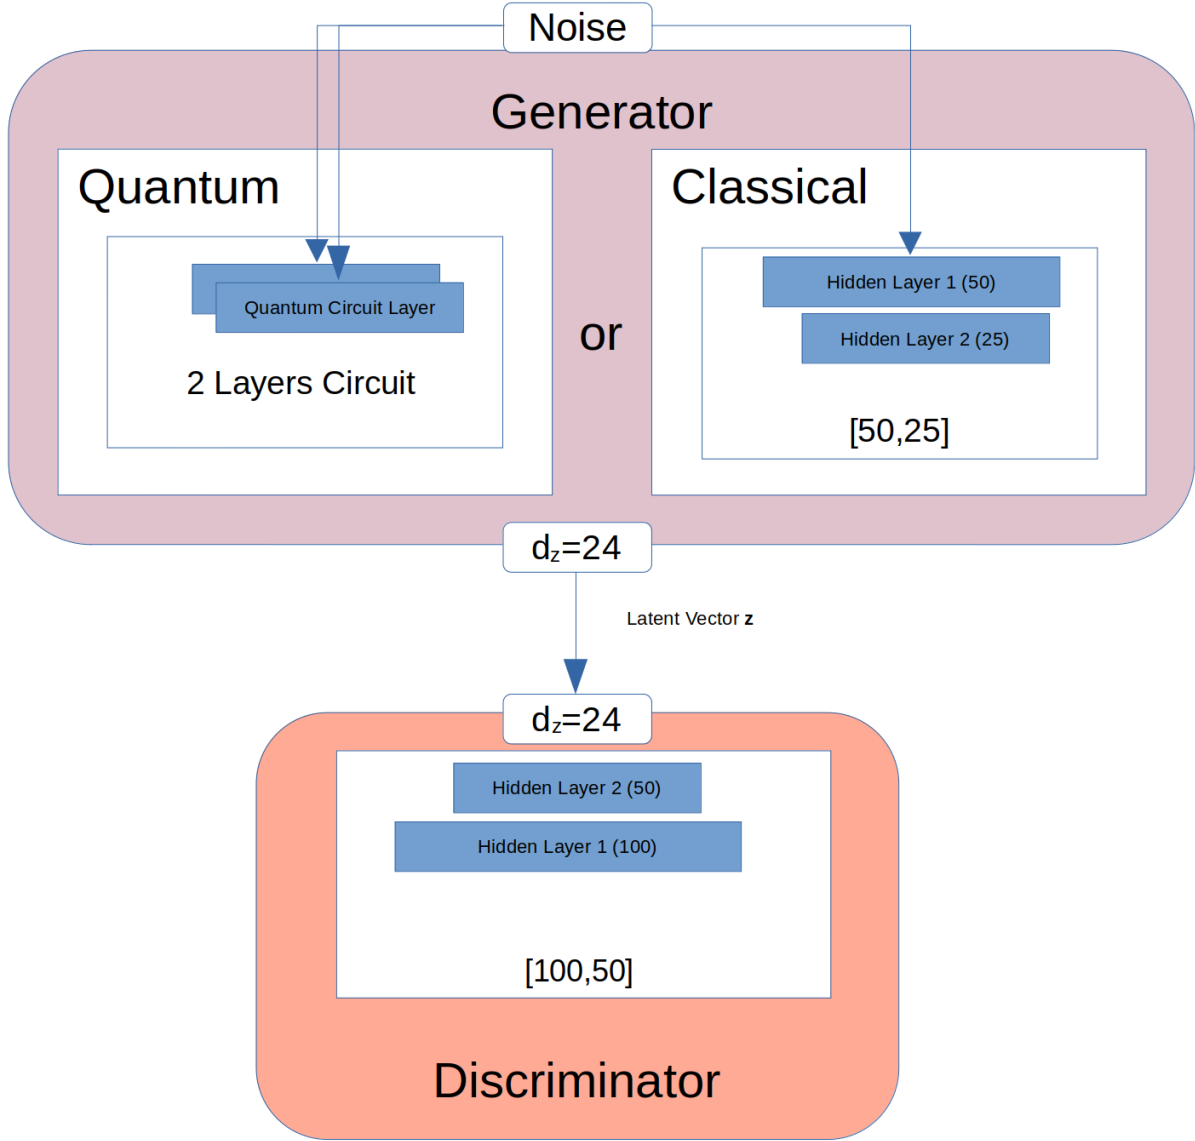 Noise
Generator
Quantum
Quantum Circuit Layer
2 Layers Circuit
or
Classical
Hidden Layer 1 (50)
Hidden Layer 2 (25)
[50,25]
dz=24
Latent Vector z
dz=24
Hidden Layer 2 (50)
Hidden Layer 1 (100)
[100,50]
Discriminator